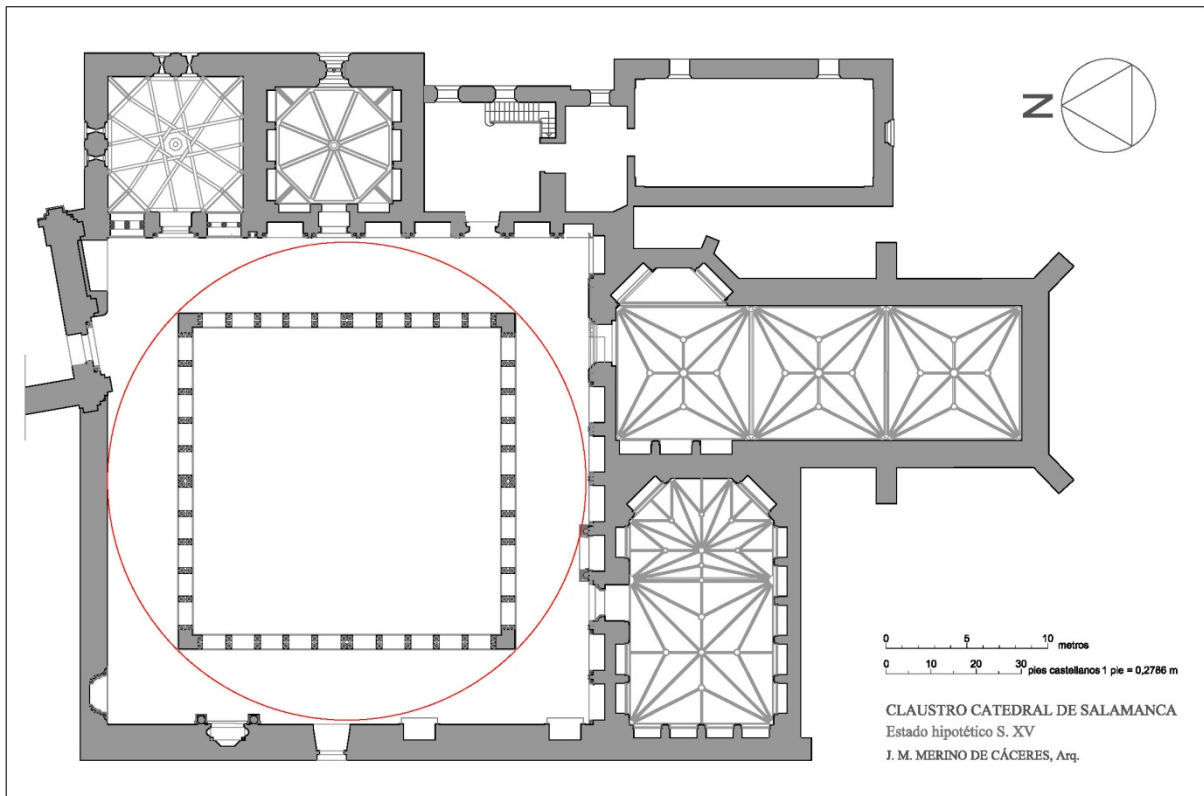 N
0 5 10 metros
0 10 20 30 pies castellanos 1 pie = 0,2786 m
CLAUSTRO CATEDRAL DE SALAMANCA
Estado hipotético S. XV
J. M. MERINO DE CÁCERES, Arq.